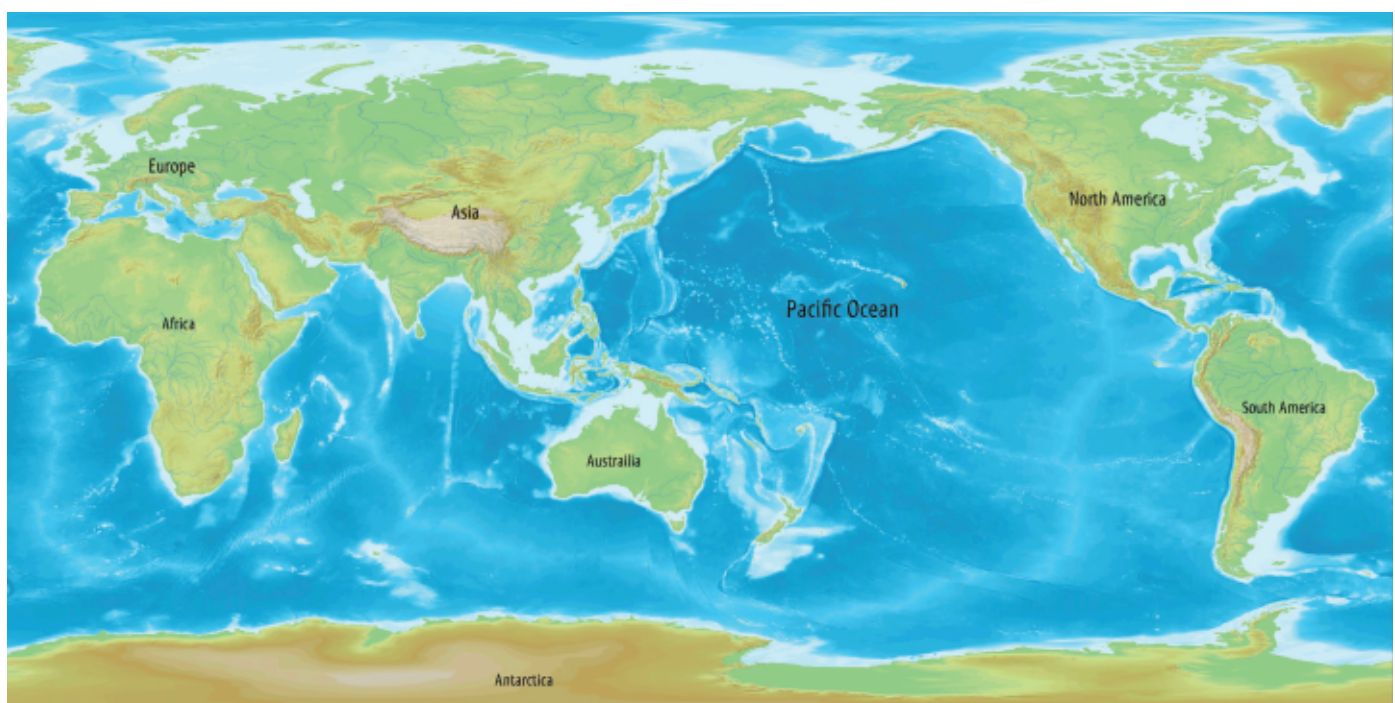 Europe
Asia
North America
Pacific Ocean
Africa
South America
Austrailia
Antarctica